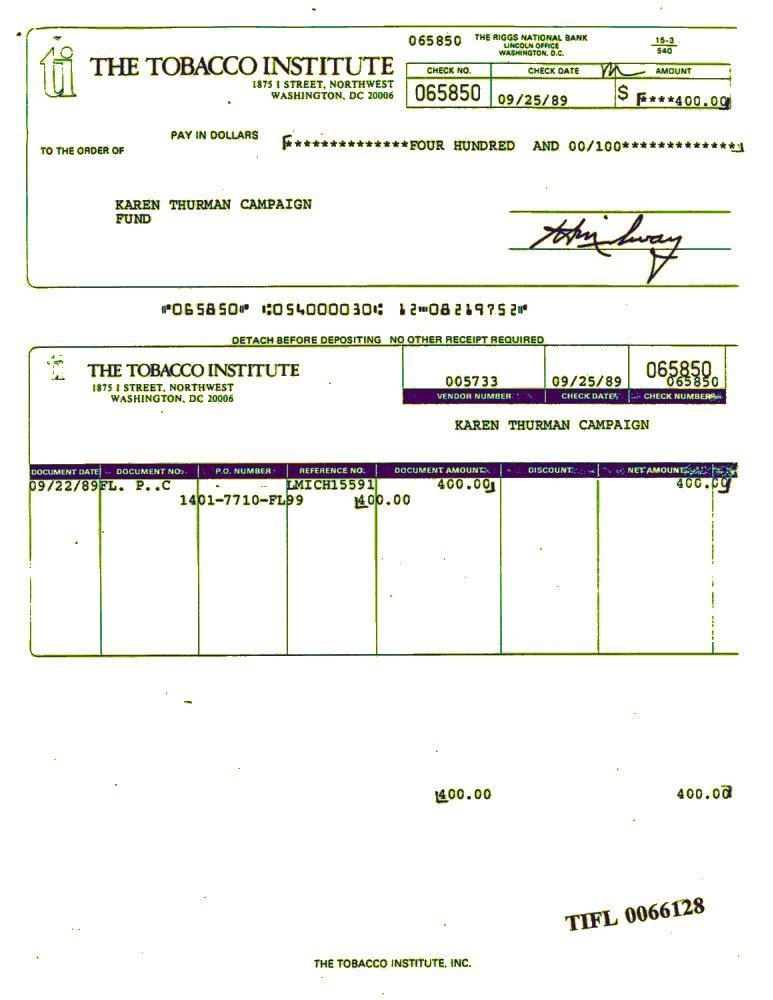 065850 THE RIGGS NATIONAL BANK 15-3
LINCOLN OFFICE 540
WASHINGTON, D.C.
ti THE TOBACCO INSTITUTE
1875 I STREET, NORTHWEST
WASHINGTON, DC 20006
CHECK NO. CHECK DATE AMOUNT
065850 09/25/89 $ ****400.00
PAY IN DOLLARS **************FOUR HUNDRED AND 00/100*************
TO THE ORDER OF
KAREN THURMAN CAMPAIGN
FUND
⑈065850⑈ ⑆054000030⑆ 12⑈08219752⑈
DETACH BEFORE DEPOSITING NO OTHER RECEIPT REQUIRED
ti THE TOBACCO INSTITUTE
1875 I STREET, NORTHWEST
WASHINGTON, DC 20006
005733 09/25/89 065850
065850
VENDOR NUMBER CHECK DATE CHECK NUMBER
KAREN THURMAN CAMPAIGN
DOCUMENT DATE DOCUMENT NO. P.O. NUMBER REFERENCE NO. DOCUMENT AMOUNT DISCOUNT NET AMOUNT
09/22/89 FL. P..C LMICH15591 400.00 400.00
1401-7710-FL99 400.00
400.00 400.00
TIFL 0066128
THE TOBACCO INSTITUTE, INC.